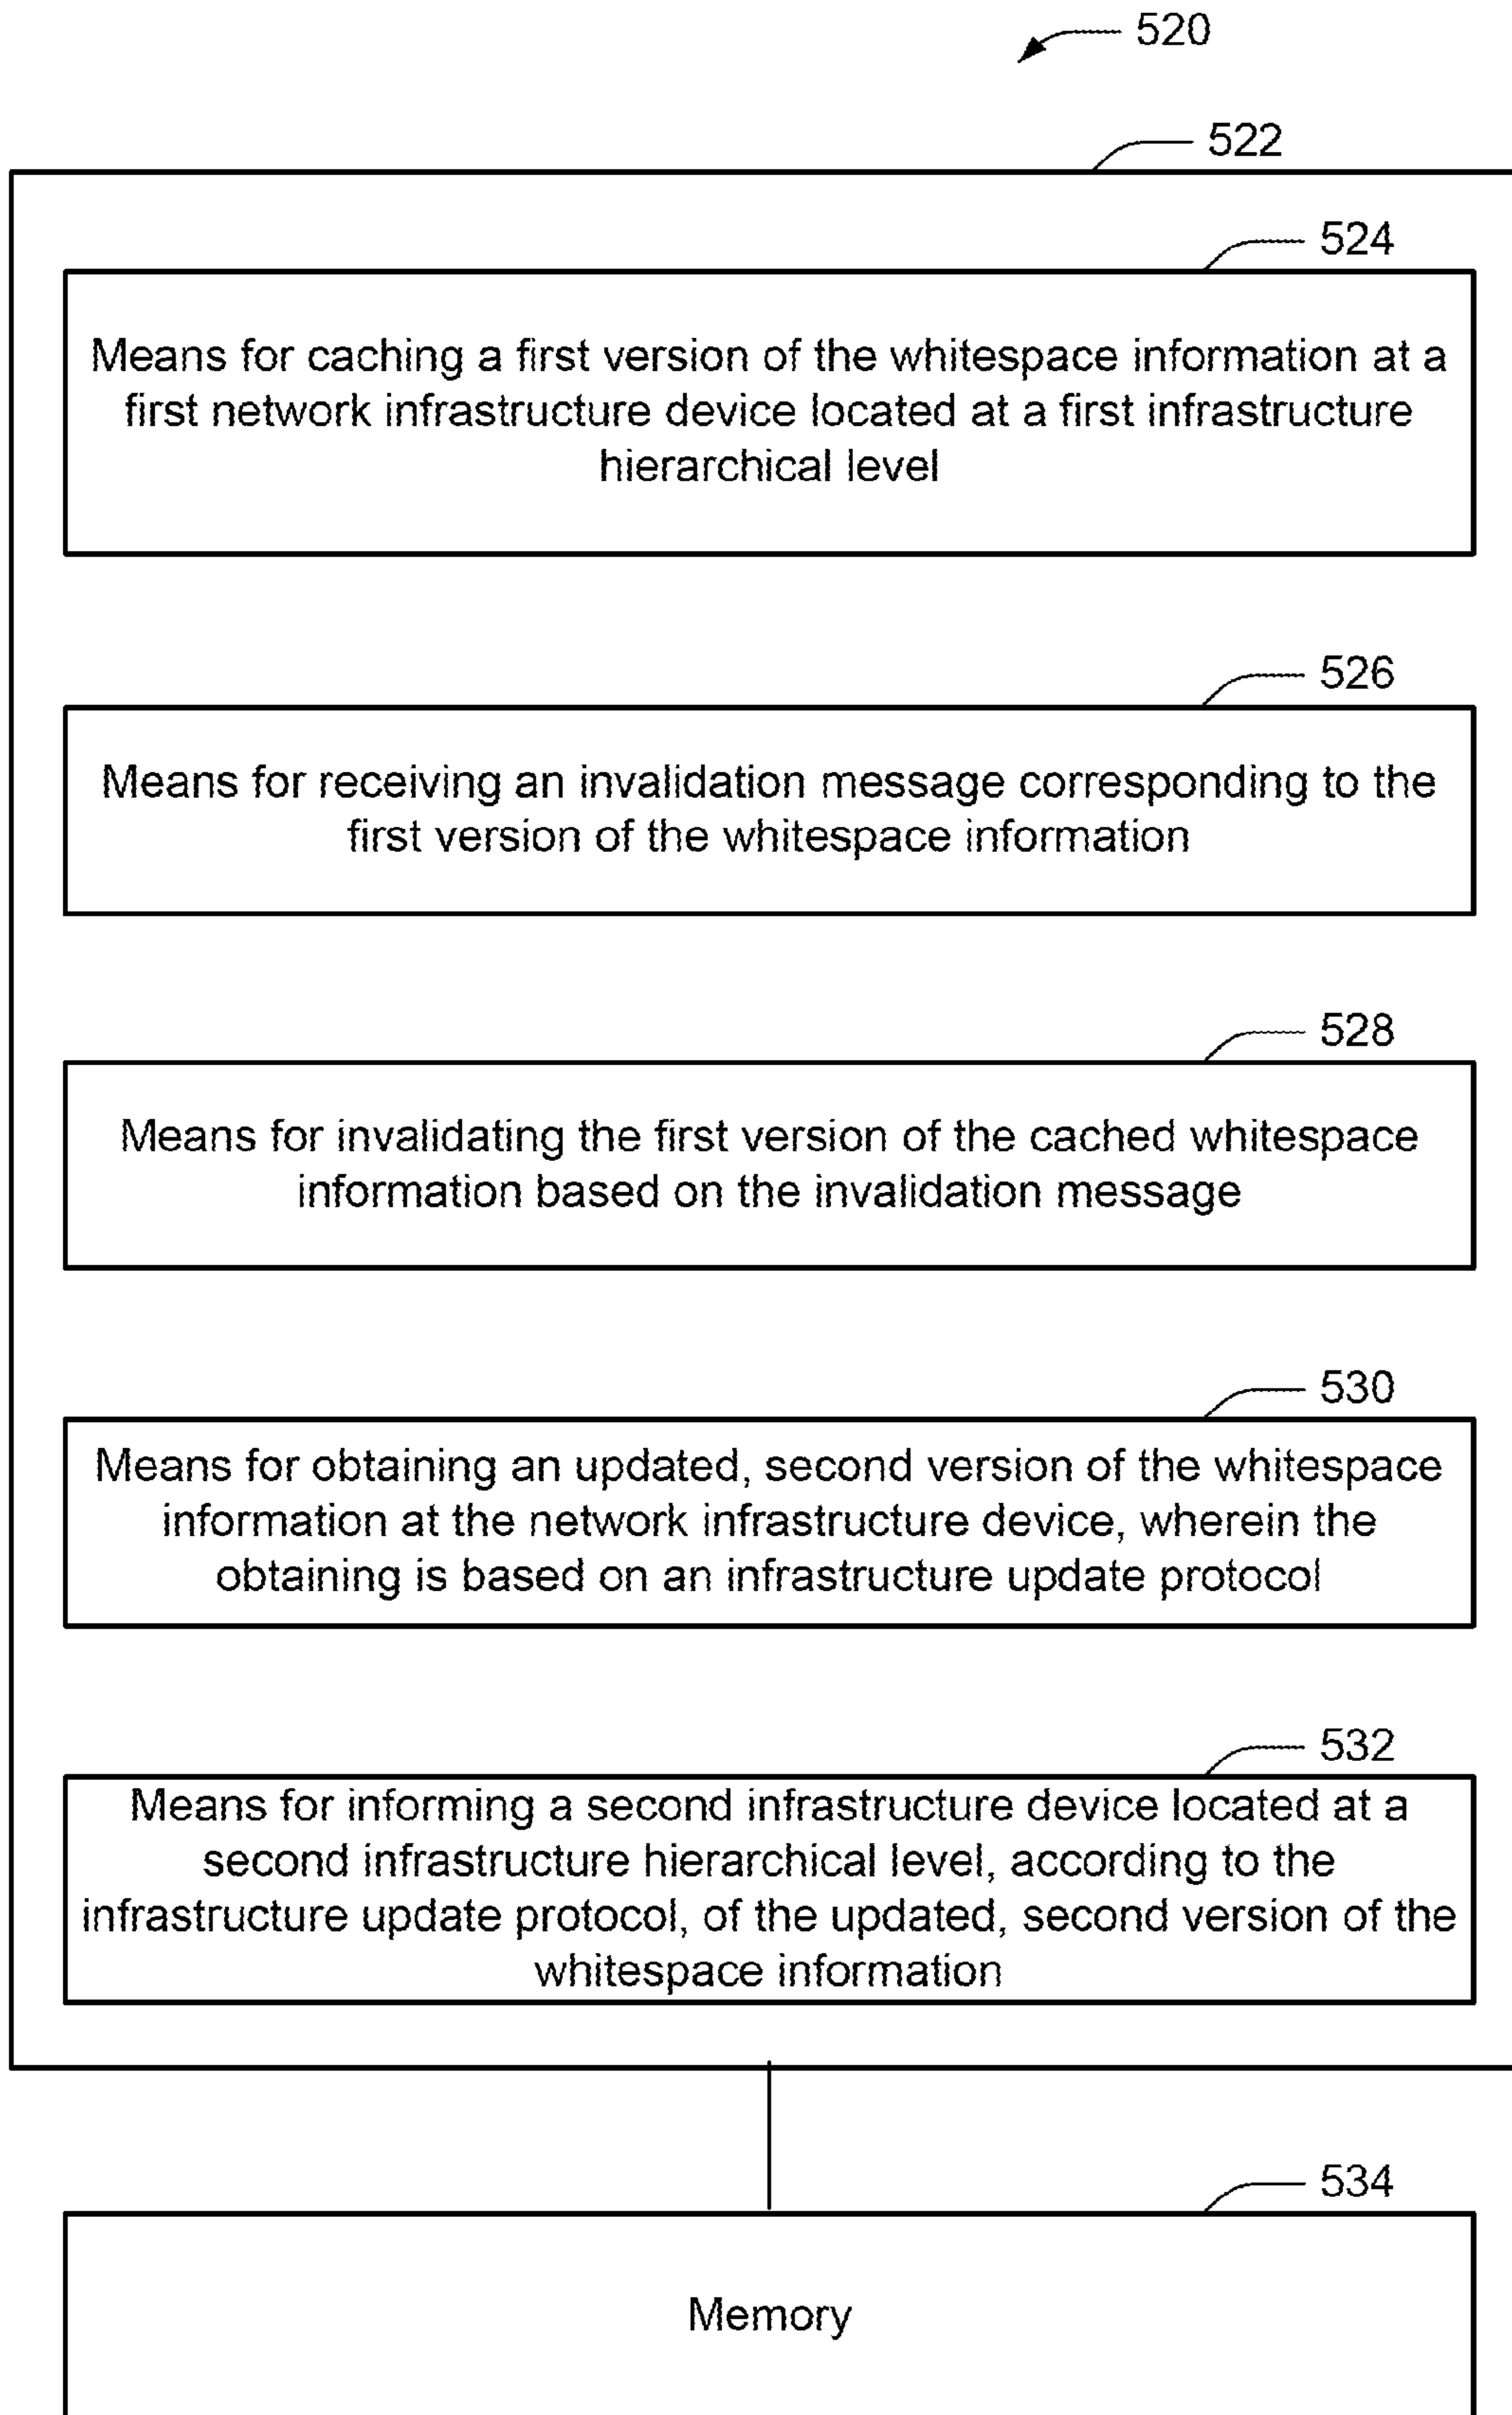 520
522
524
Means for caching a first version of the whitespace information at a
first network infrastructure device located at a first infrastructure
hierarchical level
526
Means for receiving an invalidation message corresponding to the
first version of the whitespace information
528
Means for invalidating the first version of the cached whitespace
information based on the invalidation message
530
Means for obtaining an updated, second version of the whitespace
information at the network infrastructure device, wherein the
obtaining is based on an infrastructure update protocol
532
Means for informing a second infrastructure device located at a
second infrastructure hierarchical level, according to the
infrastructure update protocol, of the updated, second version of the
whitespace information
534
Memory